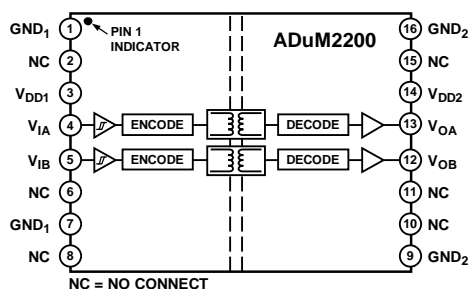 GND1 1 PIN 1 INDICATOR ADuM2200 16 GND2
NC 2 15 NC
VDD1 3 14 VDD2
VIA 4 ENCODE DECODE 13 VOA
VIB 5 ENCODE DECODE 12 VOB
NC 6 11 NC
GND1 7 10 NC
NC 8 9 GND2
NC = NO CONNECT